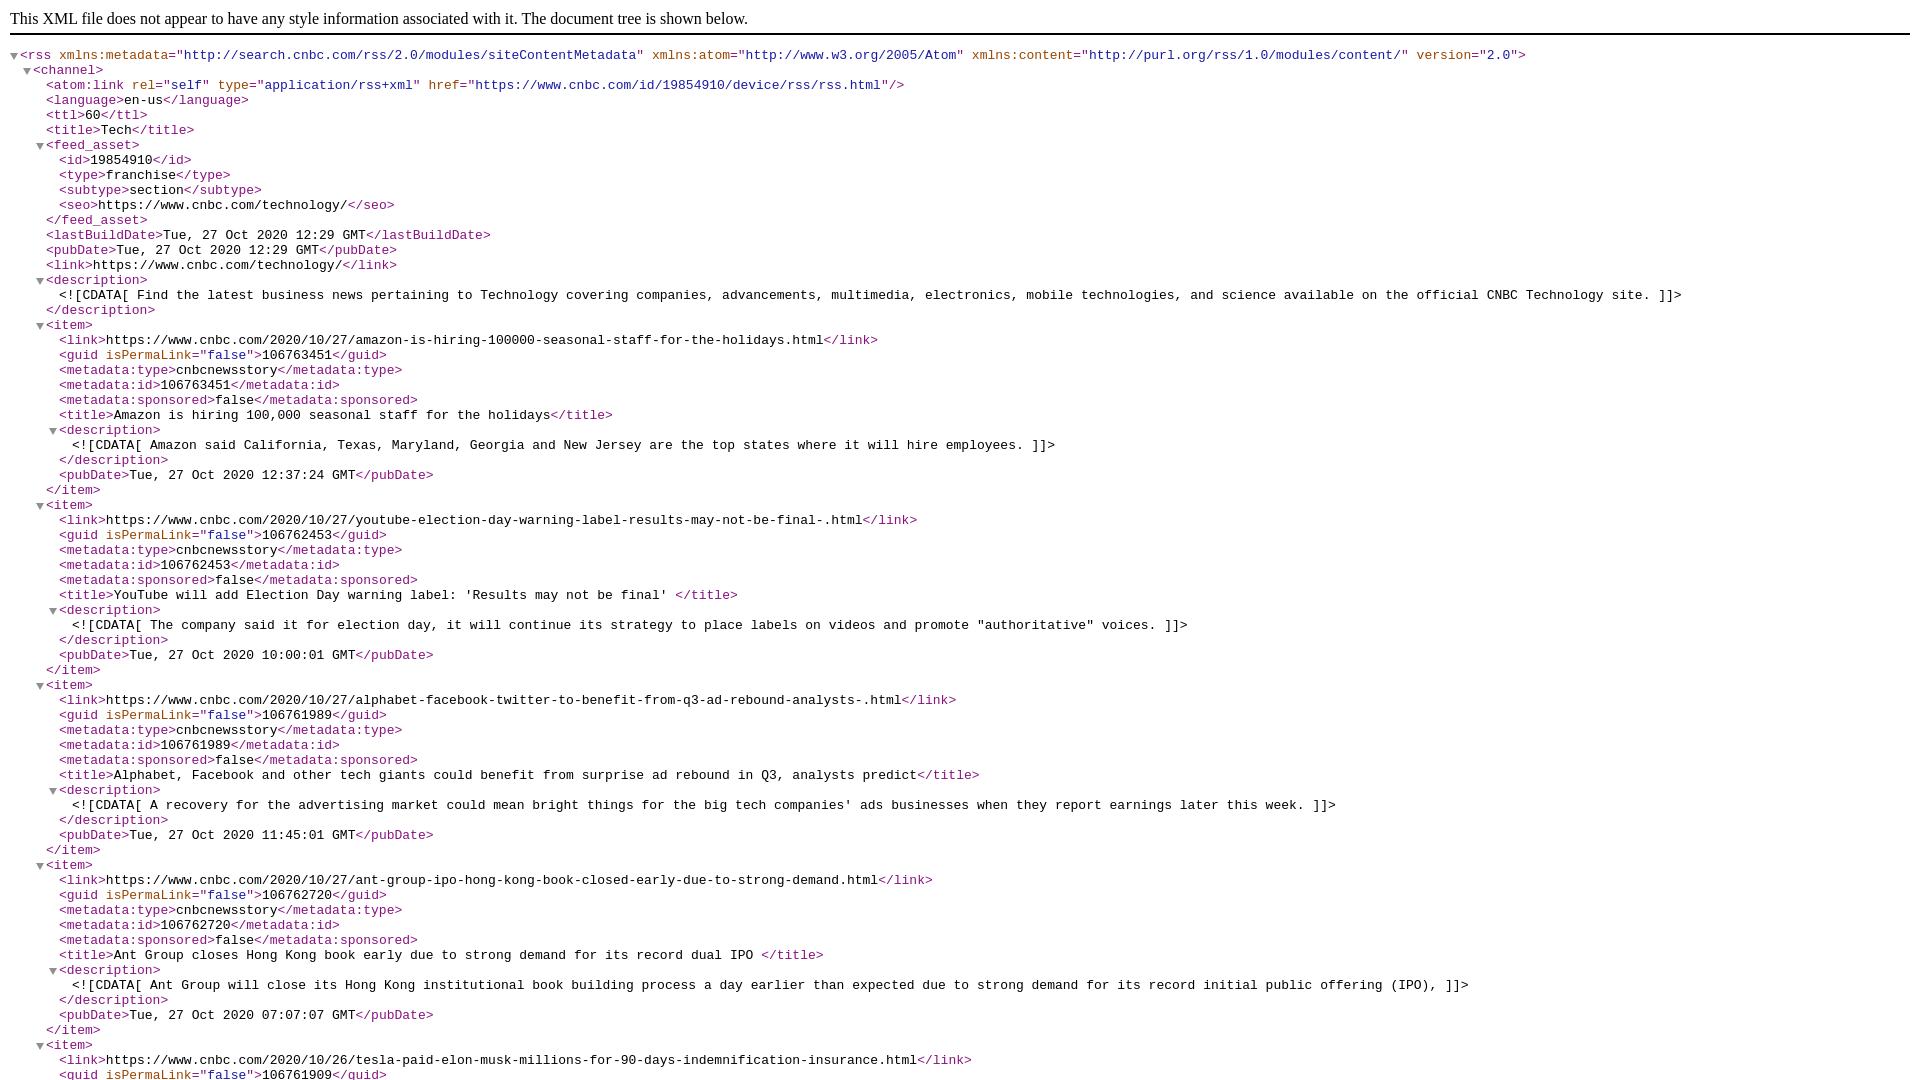 This XML file does not appear to have any style information associated with it. The document tree is shown below.
<rss xmlns:metadata="http://search.cnbc.com/rss/2.0/modules/siteContentMetadata" xmlns:atom="http://www.w3.org/2005/Atom" xmlns:content="http://purl.org/rss/1.0/modules/content/" version="2.0">
<channel>
<atom:link rel="self" type="application/rss+xml" href="https://www.cnbc.com/id/19854910/device/rss/rss.html"/>
<language>en-us</language>
<ttl>60</ttl>
<title>Tech</title>
<feed_asset>
<id>19854910</id>
<type>franchise</type>
<subtype>section</subtype>
<seo>https://www.cnbc.com/technology/</seo>
</feed_asset>
<lastBuildDate>Tue, 27 Oct 2020 12:29 GMT</lastBuildDate>
<pubDate>Tue, 27 Oct 2020 12:29 GMT</pubDate>
<link>https://www.cnbc.com/technology/</link>
<description>
<![CDATA[ Find the latest business news pertaining to Technology covering companies, advancements, multimedia, electronics, mobile technologies, and science available on the official CNBC Technology site. ]]>
</description>
<item>
<link>https://www.cnbc.com/2020/10/27/amazon-is-hiring-100000-seasonal-staff-for-the-holidays.html</link>
<guid isPermaLink="false">106763451</guid>
<metadata:type>cnbcnewsstory</metadata:type>
<metadata:id>106763451</metadata:id>
<metadata:sponsored>false</metadata:sponsored>
<title>Amazon is hiring 100,000 seasonal staff for the holidays</title>
<description>
<![CDATA[ Amazon said California, Texas, Maryland, Georgia and New Jersey are the top states where it will hire employees. ]]>
</description>
<pubDate>Tue, 27 Oct 2020 12:37:24 GMT</pubDate>
</item>
<item>
<link>https://www.cnbc.com/2020/10/27/youtube-election-day-warning-label-results-may-not-be-final-.html</link>
<guid isPermaLink="false">106762453</guid>
<metadata:type>cnbcnewsstory</metadata:type>
<metadata:id>106762453</metadata:id>
<metadata:sponsored>false</metadata:sponsored>
<title>YouTube will add Election Day warning label: 'Results may not be final' </title>
<description>
<![CDATA[ The company said it for election day, it will continue its strategy to place labels on videos and promote "authoritative" voices. ]]>
</description>
<pubDate>Tue, 27 Oct 2020 10:00:01 GMT</pubDate>
</item>
<item>
<link>https://www.cnbc.com/2020/10/27/alphabet-facebook-twitter-to-benefit-from-q3-ad-rebound-analysts-.html</link>
<guid isPermaLink="false">106761989</guid>
<metadata:type>cnbcnewsstory</metadata:type>
<metadata:id>106761989</metadata:id>
<metadata:sponsored>false</metadata:sponsored>
<title>Alphabet, Facebook and other tech giants could benefit from surprise ad rebound in Q3, analysts predict</title>
<description>
<![CDATA[ A recovery for the advertising market could mean bright things for the big tech companies' ads businesses when they report earnings later this week. ]]>
</description>
<pubDate>Tue, 27 Oct 2020 11:45:01 GMT</pubDate>
</item>
<item>
<link>https://www.cnbc.com/2020/10/27/ant-group-ipo-hong-kong-book-closed-early-due-to-strong-demand.html</link>
<guid isPermaLink="false">106762720</guid>
<metadata:type>cnbcnewsstory</metadata:type>
<metadata:id>106762720</metadata:id>
<metadata:sponsored>false</metadata:sponsored>
<title>Ant Group closes Hong Kong book early due to strong demand for its record dual IPO </title>
<description>
<![CDATA[ Ant Group will close its Hong Kong institutional book building process a day earlier than expected due to strong demand for its record initial public offering (IPO), ]]>
</description>
<pubDate>Tue, 27 Oct 2020 07:07:07 GMT</pubDate>
</item>
<item>
<link>https://www.cnbc.com/2020/10/26/tesla-paid-elon-musk-millions-for-90-days-indemnification-insurance.html</link>
<guid isPermaLink="false">106761909</guid>